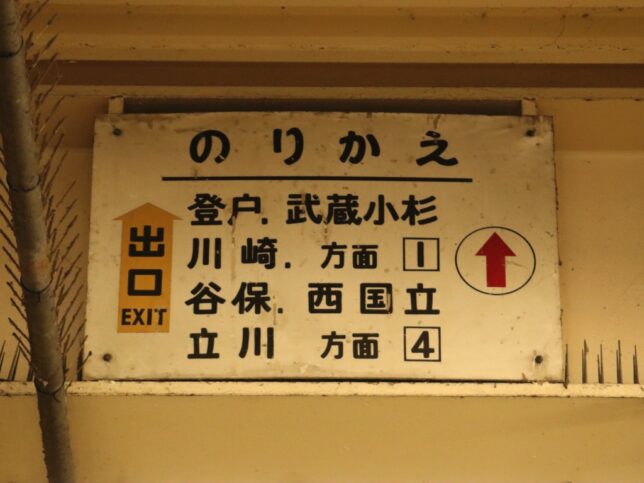 のりかえ
登戸.武蔵小杉
川崎.方面 1
谷保.西国立
立川 方面 4
出口
EXIT